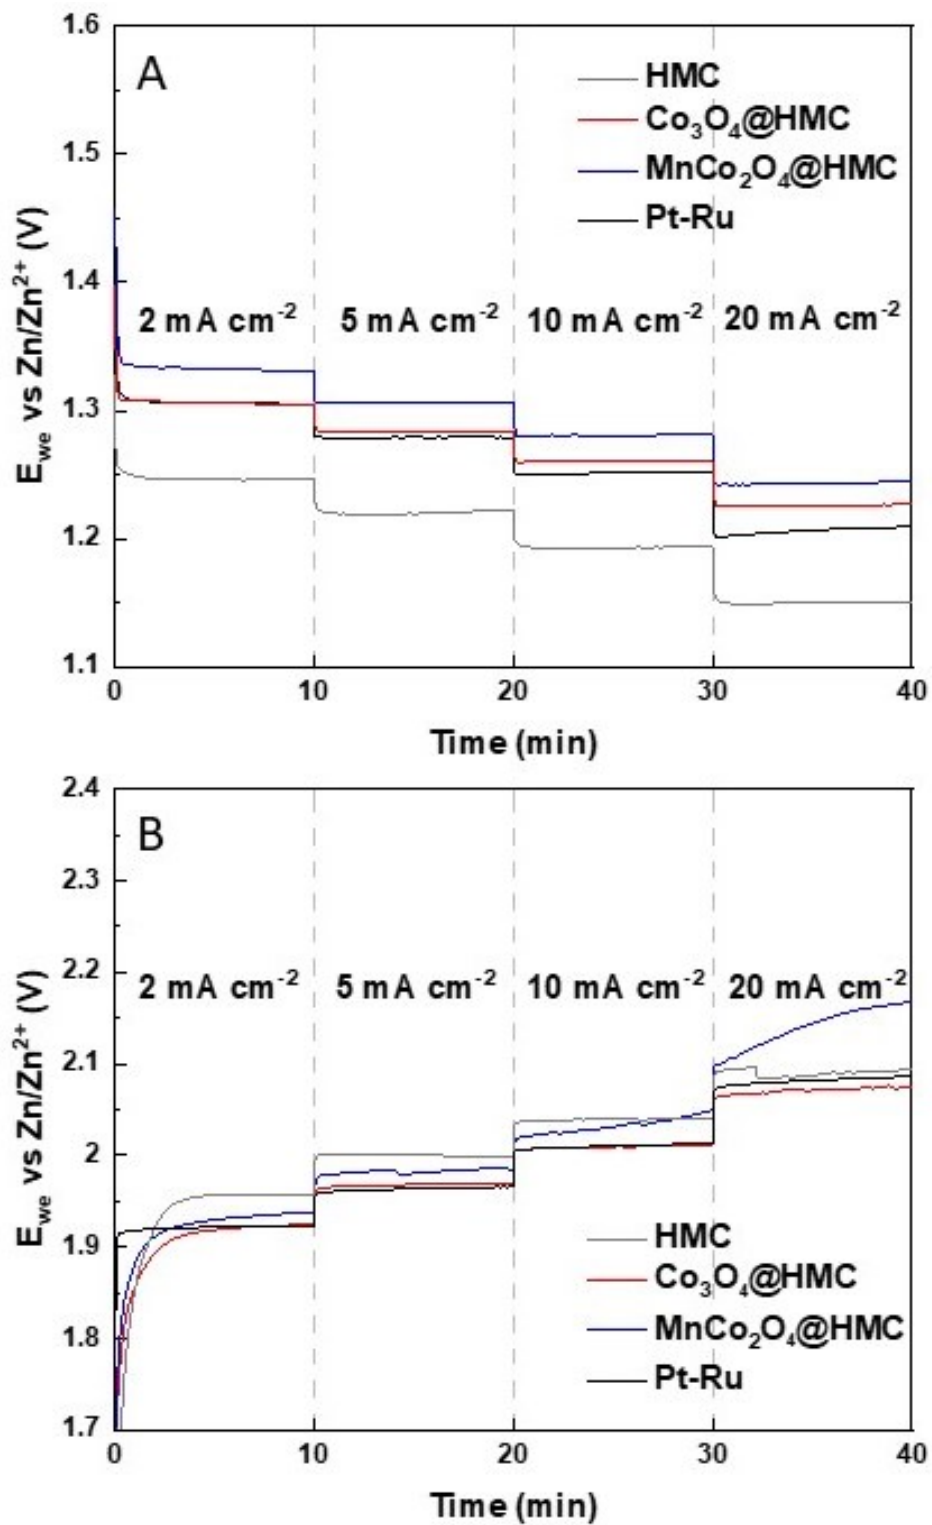 A
1.6
1.5
1.4
1.3
1.2
1.1
E_we vs Zn/Zn²⁺ (V)
HMC
Co₃O₄@HMC
MnCo₂O₄@HMC
Pt-Ru
2 mA cm⁻² 5 mA cm⁻² 10 mA cm⁻² 20 mA cm⁻²
0 10 20 30 40
Time (min)
B
2.4
2.3
2.2
2.1
2
1.9
1.8
1.7
E_we vs Zn/Zn²⁺ (V)
2 mA cm⁻² 5 mA cm⁻² 10 mA cm⁻² 20 mA cm⁻²
HMC
Co₃O₄@HMC
MnCo₂O₄@HMC
Pt-Ru
0 10 20 30 40
Time (min)